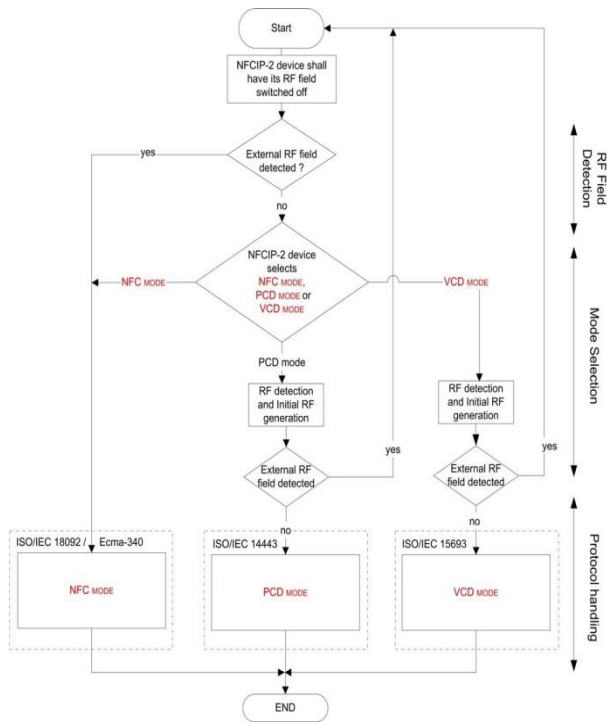 Start
NFCIP-2 device shall
have its RF field
switched off
yes
External RF field
detected ?
no
RF Field
Detection
NFCIP-2 device
selects
NFC MODE,
PCD MODE or
VCD MODE
NFC MODE
VCD MODE
PCD mode
Mode Selection
RF detection
and Initial RF
generation
RF detection
and Initial RF
generation
yes
yes
External RF
field detected
External RF
field detected
no
no
ISO/IEC 18092 / Ecma-340
ISO/IEC 14443
ISO/IEC 15693
NFC MODE
PCD MODE
VCD MODE
Protocol handling
END